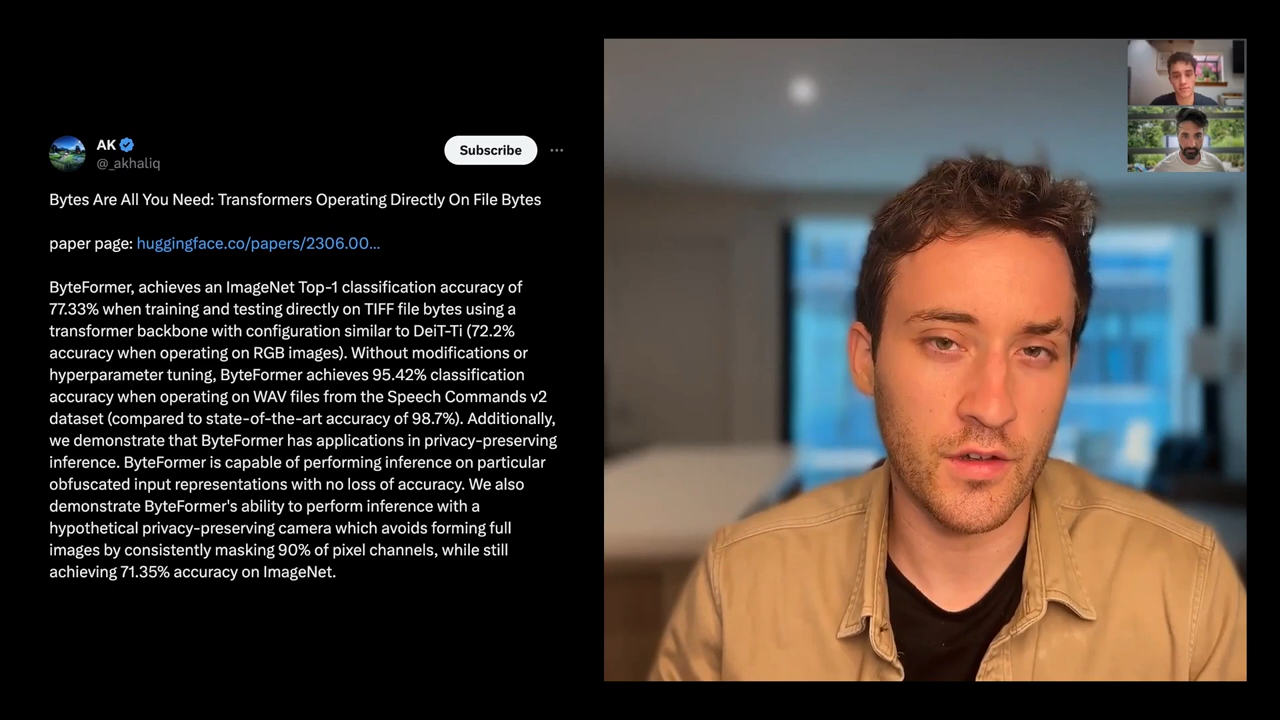 AK
@_akhaliq
Subscribe
Bytes Are All You Need: Transformers Operating Directly On File Bytes
paper page: huggingface.co/papers/2306.00...
ByteFormer, achieves an ImageNet Top-1 classification accuracy of
77.33% when training and testing directly on TIFF file bytes using a
transformer backbone with configuration similar to DeiT-Ti (72.2%
accuracy when operating on RGB images). Without modifications or
hyperparameter tuning, ByteFormer achieves 95.42% classification
accuracy when operating on WAV files from the Speech Commands v2
dataset (compared to state-of-the-art accuracy of 98.7%). Additionally,
we demonstrate that ByteFormer has applications in privacy-preserving
inference. ByteFormer is capable of performing inference on particular
obfuscated input representations with no loss of accuracy. We also
demonstrate ByteFormer's ability to perform inference with a
hypothetical privacy-preserving camera which avoids forming full
images by consistently masking 90% of pixel channels, while still
achieving 71.35% accuracy on ImageNet.